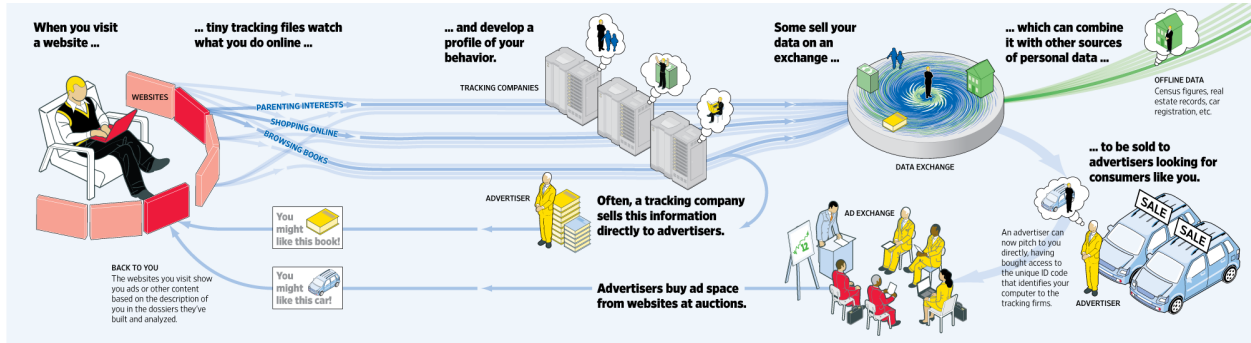 When you visit
a website ...
... tiny tracking files watch
what you do online ...
... and develop a
profile of your
behavior.
Some sell your
data on an
exchange ...
... which can combine
it with other sources
of personal data ...
WEBSITES
PARENTING INTERESTS
SHOPPING ONLINE
BROWSING BOOKS
TRACKING COMPANIES
DATA EXCHANGE
OFFLINE DATA
Census figures, real
estate records, car
registration, etc.
... to be sold to
advertisers looking for
consumers like you.
SALE
SALE
An advertiser can
now pitch to you
directly, having
bought access to
the unique ID code
that identifies your
computer to the
tracking firms.
ADVERTISER
AD EXCHANGE
12
ADVERTISER
Often, a tracking company
sells this information
directly to advertisers.
Advertisers buy ad space
from websites at auctions.
You
might
like this book!
You
might
like this car!
BACK TO YOU
The websites you visit show
you ads or other content
based on the description of
you in the dossiers they've
built and analyzed.